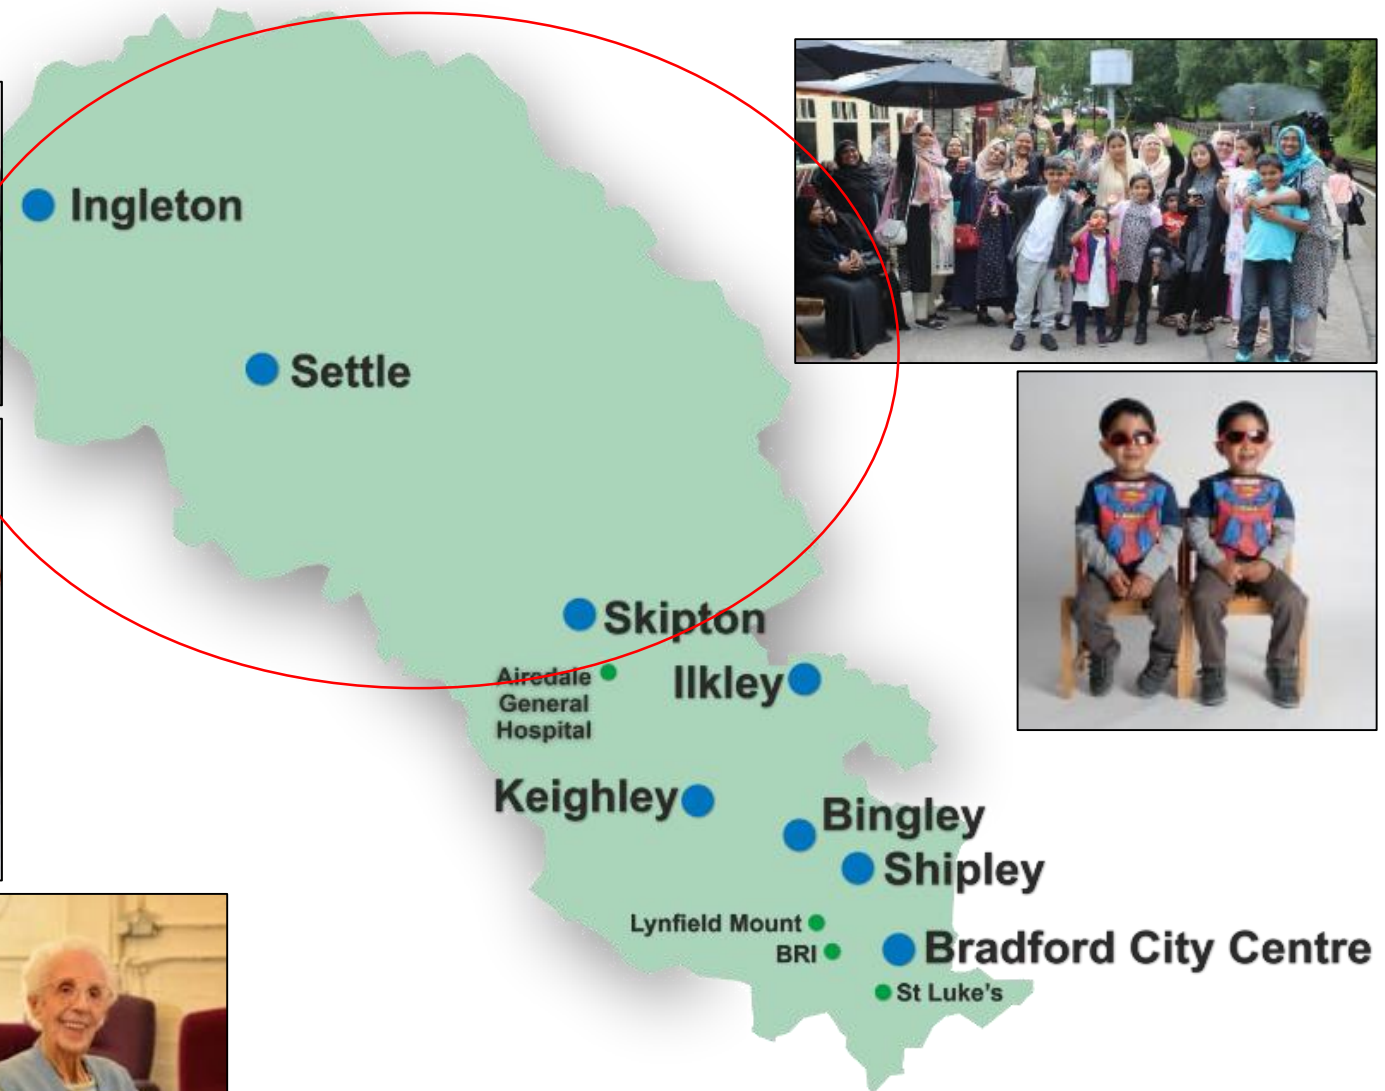 Ingleton
Settle
Skipton
Airedale
General
Hospital
Ilkley
Keighley
Bingley
Shipley
Lynfield Mount
BRI
Bradford City Centre
St Luke's